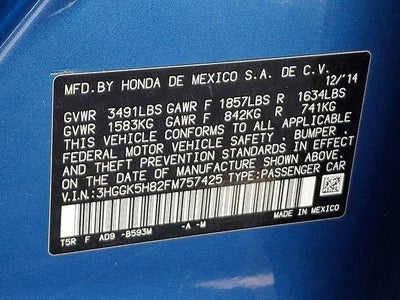 MFD.BY HONDA DE MEXICO S.A. DE C.V.
12/'14
GVWR 3491LBS GAWR F 1857LBS R 1634LBS
GVWR 1583KG GAWR F 842KG R 741KG
THIS VEHICLE CONFORMS TO ALL APPLICABLE
FEDERAL MOTOR VEHICLE SAFETY , BUMPER ,
AND THEFT PREVENTION STANDARDS IN EFFECT
ON THE DATE OF MANUFACTURE SHOWN ABOVE .
V.I.N.:3HGGK5H82FM757425 TYPE:PASSENGER CAR
MADE IN MEXICO
T5R F AD9 -B593M -A -M